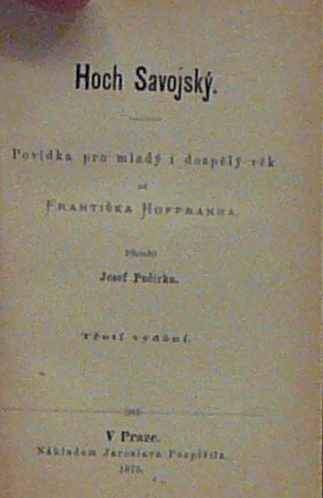 Hoch Savojský.
Povídka pro mladý i dospělý věk
od
Františka Hoffmanna.
Přeložil
Josef Pečírka.
Třetí vydání.
V Praze.
Nákladem Jaroslava Pospíšila.
1875.